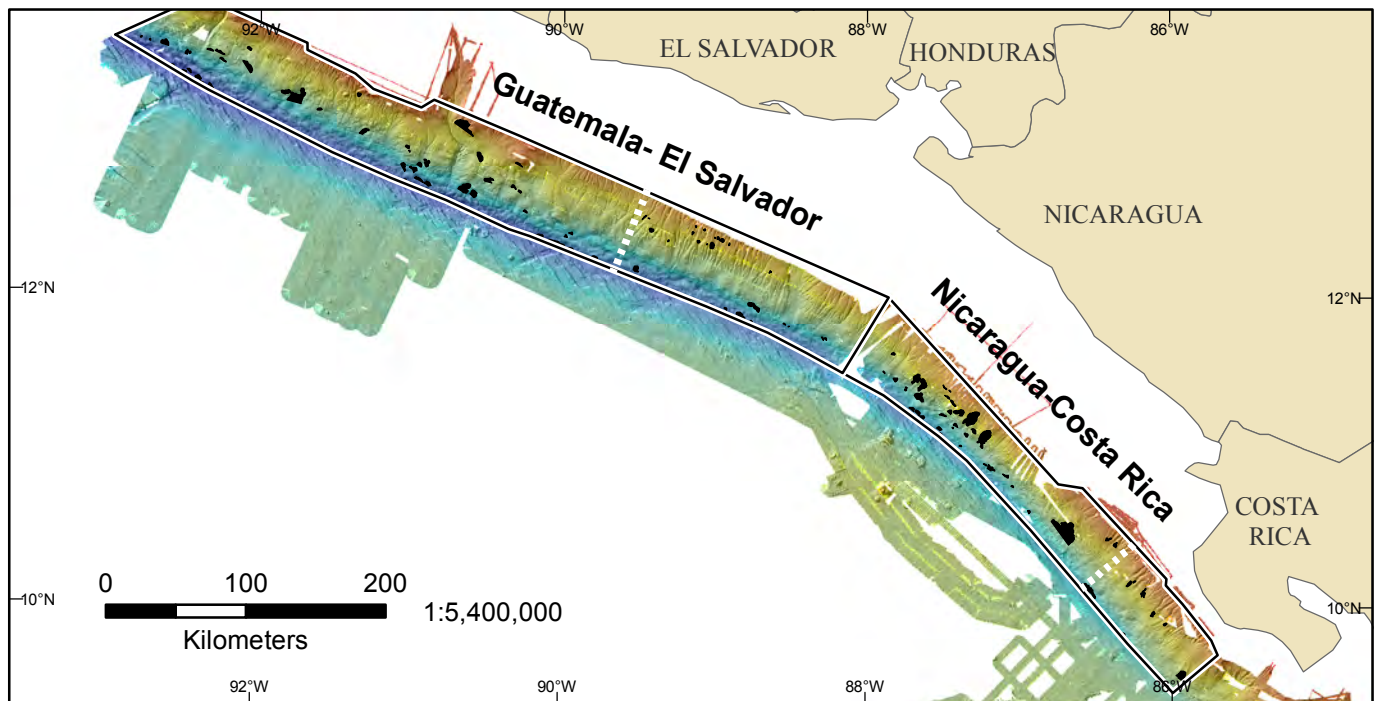 92°W
90°W
88°W
86°W
EL SALVADOR
HONDURAS
Guatemala- El Salvador
NICARAGUA
12°N
12°N
Nicaragua-Costa Rica
COSTA
RICA
10°N
10°N
0
100
200
1:5,400,000
Kilometers
92°W
90°W
88°W
86°W